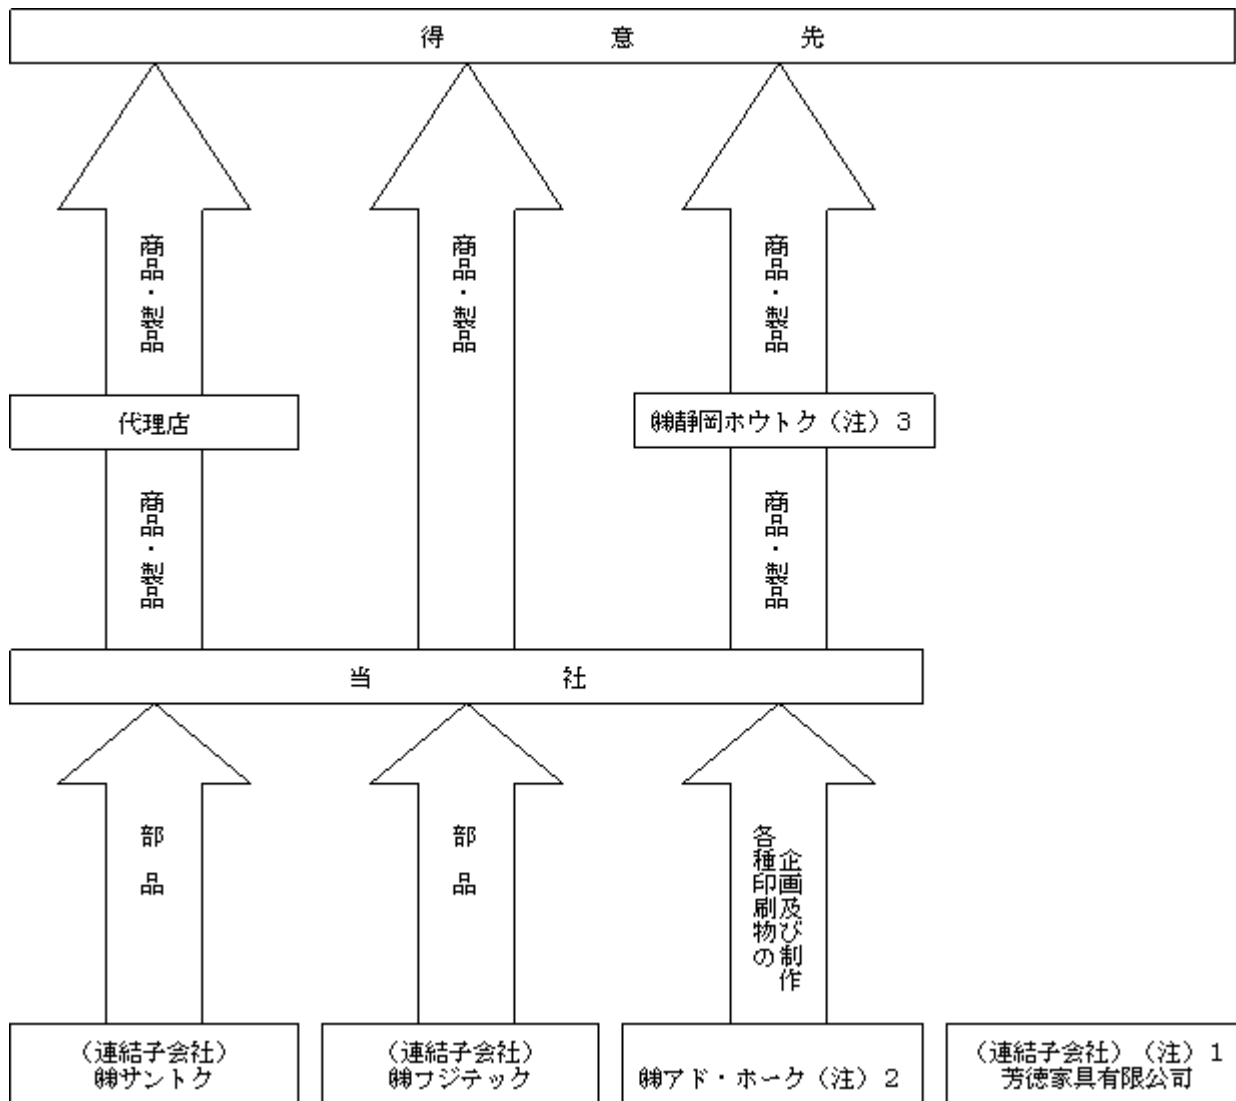 得意先
商品・製品
商品・製品
商品・製品
代理店
㈱静岡ホウトク（注）３
商品・製品
商品・製品
当社
部品
部品
各種印刷物の
企画及び制作
（連結子会社）
㈱サントク
（連結子会社）
㈱フジテック
㈱アド・ホーク（注）２
（連結子会社）（注）１
芳徳家具有限公司